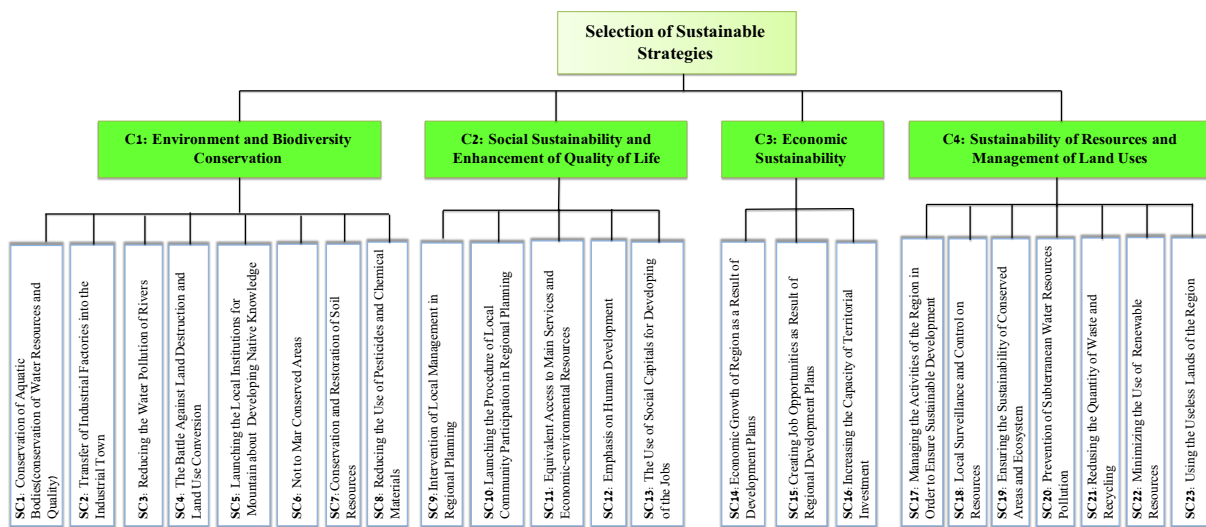 Selection of Sustainable
Strategies
C1: Environment and Biodiversity
Conservation
C2: Social Sustainability and
Enhancement of Quality of Life
C3: Economic
Sustainability
C4: Sustainability of Resources and
Management of Land Uses
SC1: Conservation of Aquatic
Bodies(conservation of Water Resources and
Quality)
SC2: Transfer of Industrial Factories into the
Industrial Town
SC3: Reducing the Water Pollution of Rivers
SC4: The Battle Against Land Destruction and
Land Use Conversion
SC5: Launching the Local Institutions for
Mountain about Developing Native Knowledge
SC6: Not to Mar Conserved Areas
SC7: Conservation and Restoration of Soil
Resources
SC8: Reducing the Use of Pesticides and Chemical
Materials
SC9: Intervention of Local Management in
Regional Planning
SC10: Launching the Procedure of Local
Community Participation in Regional Planning
SC11: Equivalent Access to Main Services and
Economic-environmental Resources
SC12: Emphasis on Human Development
SC13: The Use of Social Capitals for Developing
of the Jobs
SC14: Economic Growth of Region as a Result of
Development Plans
SC15: Creating Job Opportunities as Result of
Regional Development Plans
SC16: Increasing the Capacity of Territorial
Investment
SC17: Managing the Activities of the Region in
Order to Ensure Sustainable Development
SC18: Local Surveillance and Control on
Resources
SC19: Ensuring the Sustainability of Conserved
Areas and Ecosystem
SC20: Prevention of Subterranean Water Resources
Pollution
SC21: Redusing the Quantity of Waste and
Recycling
SC22: Minimizing the Use of Renewable
Resources
SC23: Using the Useless Lands of the Region